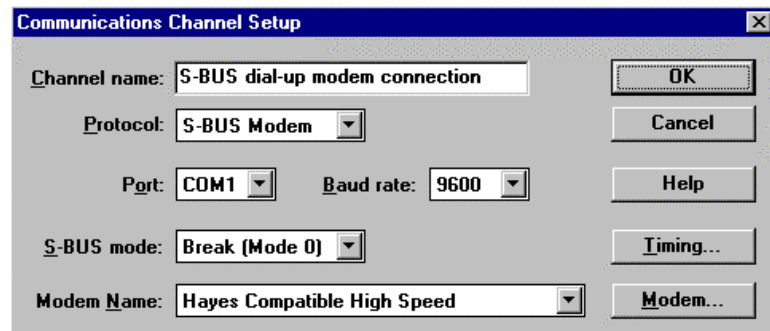 Communications Channel Setup
Channel name: S-BUS dial-up modem connection OK
Protocol: S-BUS Modem Cancel
Port: COM1 Baud rate: 9600 Help
S-BUS mode: Break (Mode 0) Timing...
Modem Name: Hayes Compatible High Speed Modem...